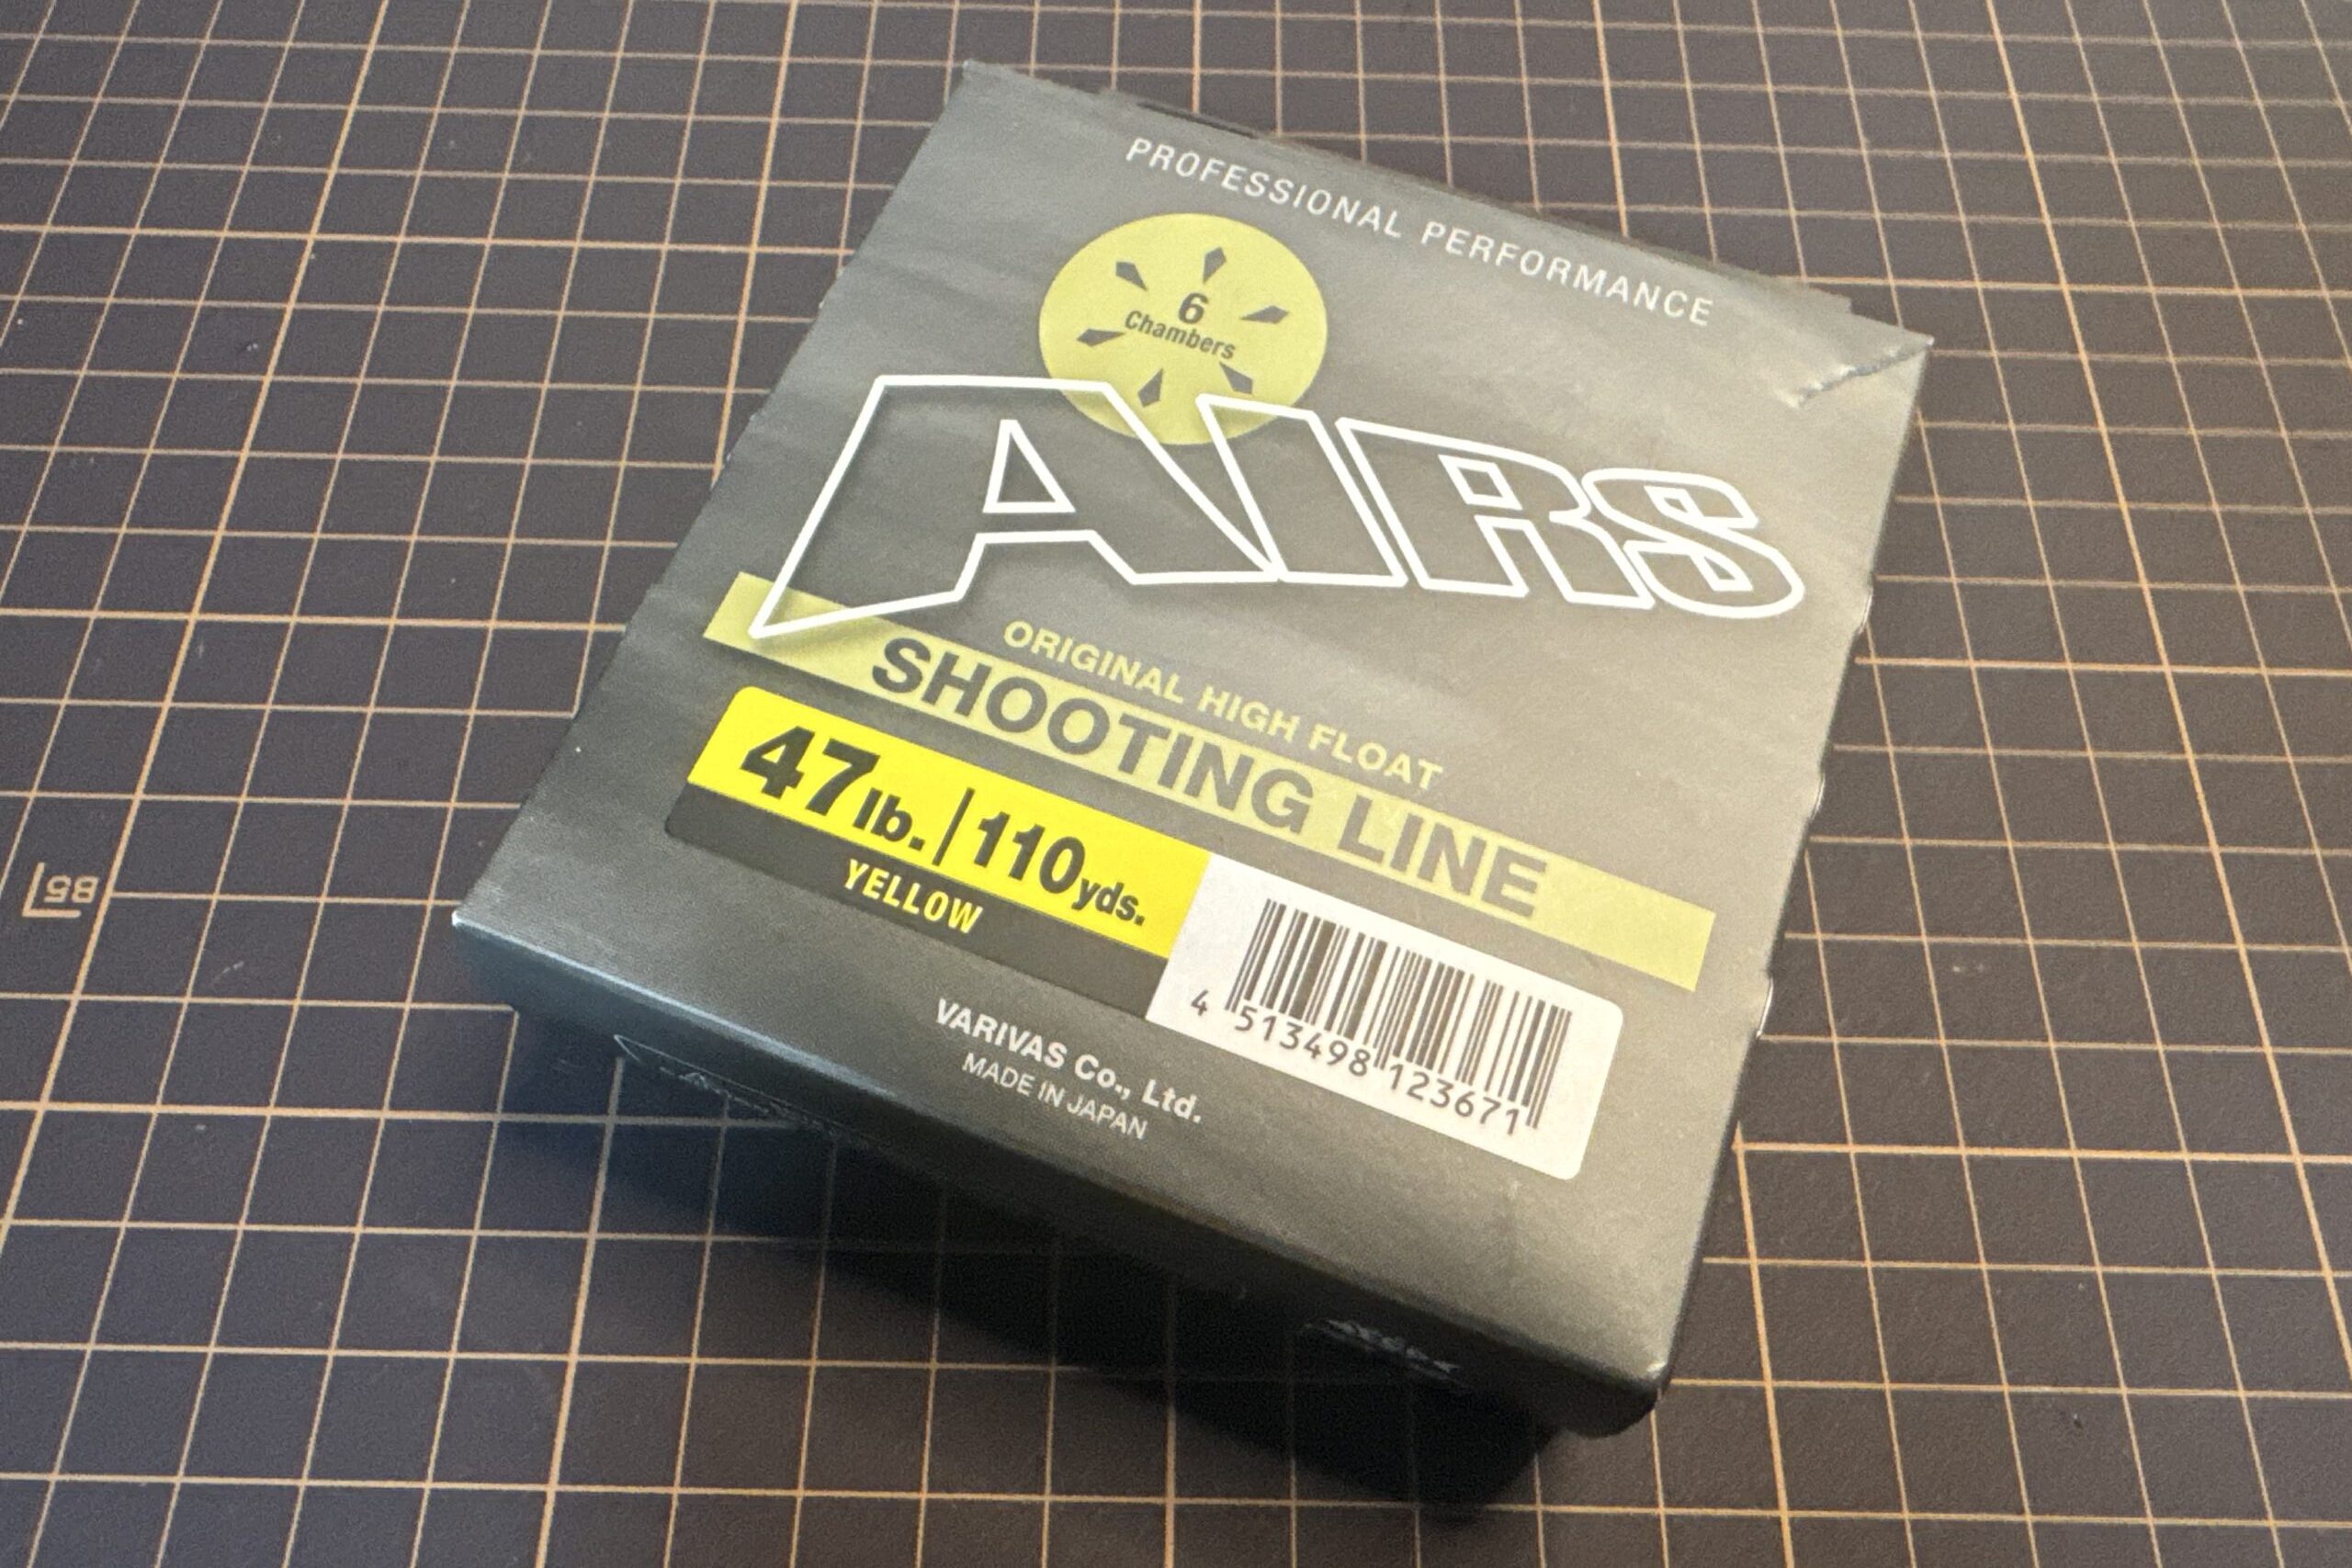 PROFESSIONAL PERFORMANCE
6
Chambers
AIRS
ORIGINAL HIGH FLOAT
SHOOTING LINE
47lb. | 110yds.
YELLOW
4 513498 123671
VARIVAS Co., Ltd.
MADE IN JAPAN
B5